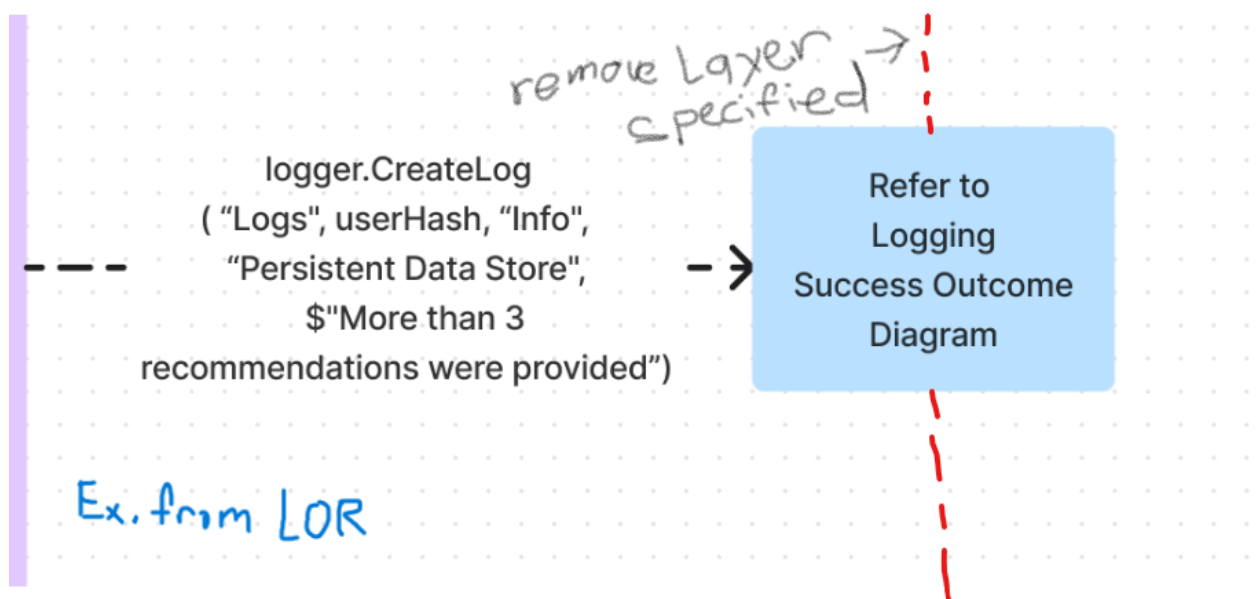 remove Layer
specified
logger.CreateLog
( “Logs", userHash, “Info",
“Persistent Data Store",
$"More than 3
recommendations were provided”)
Refer to
Logging
Success Outcome
Diagram
Ex. from LOR